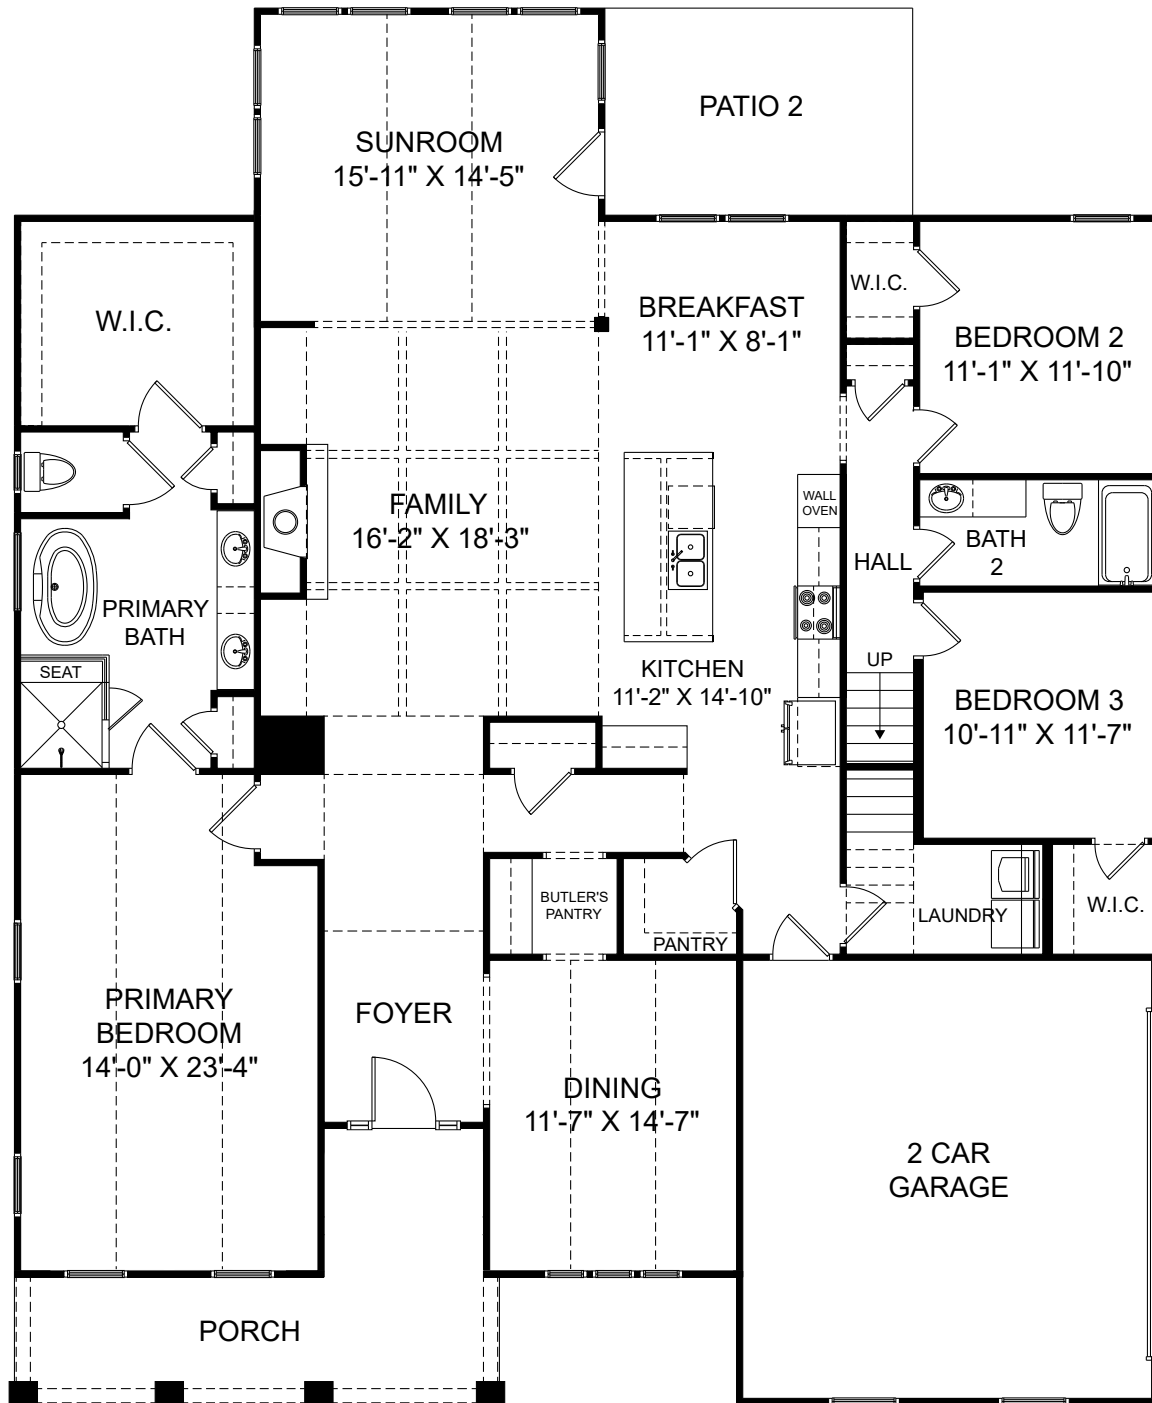 PATIO 2
SUNROOM
15'-11" X 14'-5"
W.I.C.
W.I.C.
BREAKFAST
11'-1" X 8'-1"
BEDROOM 2
11'-1" X 11'-10"
FAMILY
16'-2" X 18'-3"
WALL
OVEN
HALL
BATH
2
PRIMARY
BATH
SEAT
KITCHEN
11'-2" X 14'-10"
UP
BEDROOM 3
10'-11" X 11'-7"
BUTLER'S
PANTRY
PANTRY
LAUNDRY
W.I.C.
PRIMARY
BEDROOM
14'-0" X 23'-4"
FOYER
DINING
11'-7" X 14'-7"
2 CAR
GARAGE
PORCH